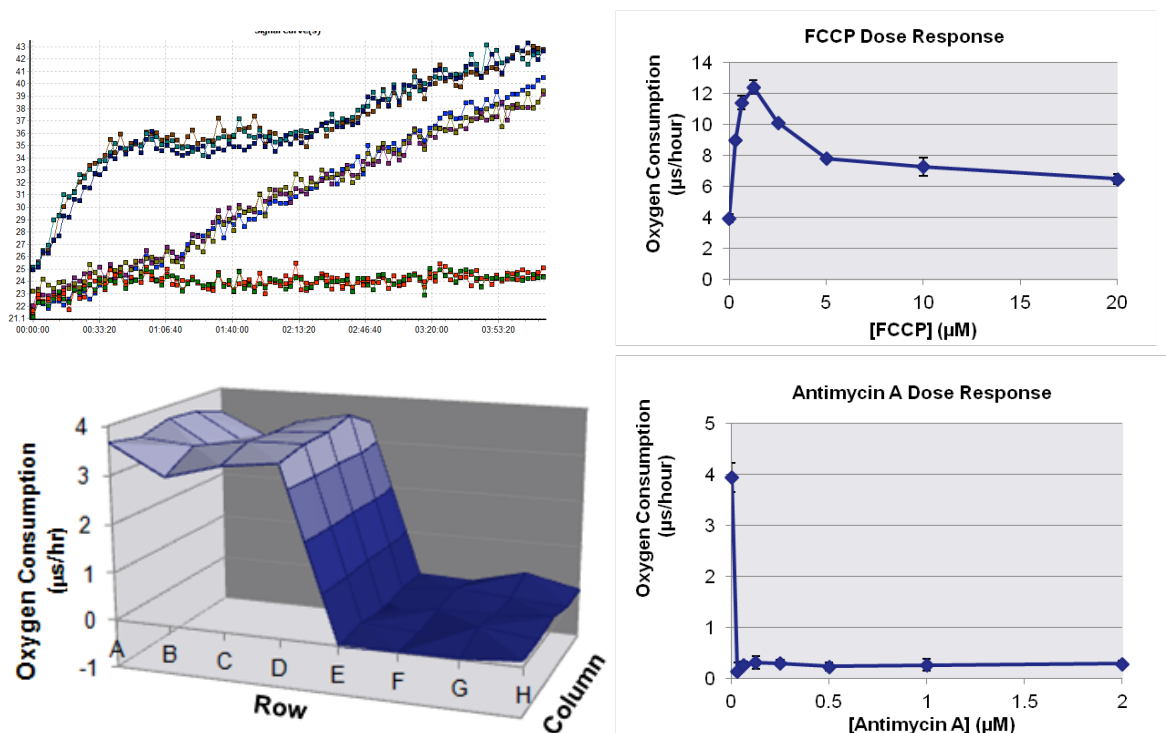 Signal Curve(s)
43
42
41
39
38
37
36
35
33
32
31
30
29
28
26
25
24
23
22
21.1
00:00:00 00:33:20 01:06:40 01:40:00 02:13:20 02:46:40 03:20:00 03:53:20
FCCP Dose Response
Oxygen Consumption
(µs/hour)
14
12
10
8
6
4
2
0
0 5 10 15 20
[FCCP] (µM)
Oxygen Consumption
(µs/hr)
4
3
2
1
0
-1
A B C D E F G H
Row
Column
Antimycin A Dose Response
Oxygen Consumption
(µs/hour)
5
4
3
2
1
0
0 0.5 1 1.5 2
[Antimycin A] (µM)